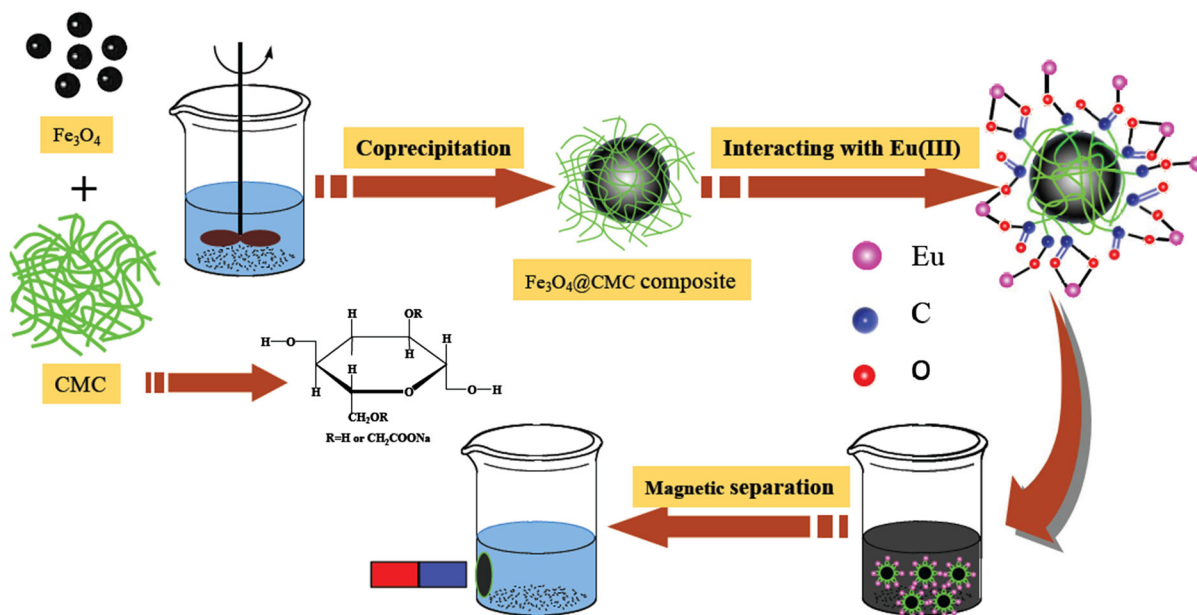 Fe₃O₄
+
CMC
Coprecipitation
Fe₃O₄@CMC composite
Interacting with Eu(III)
Eu
C
O
H
OR
H—O
H
H
H
H
O
O—H
CH₂OR
R=H or CH₂COONa
Magnetic separation